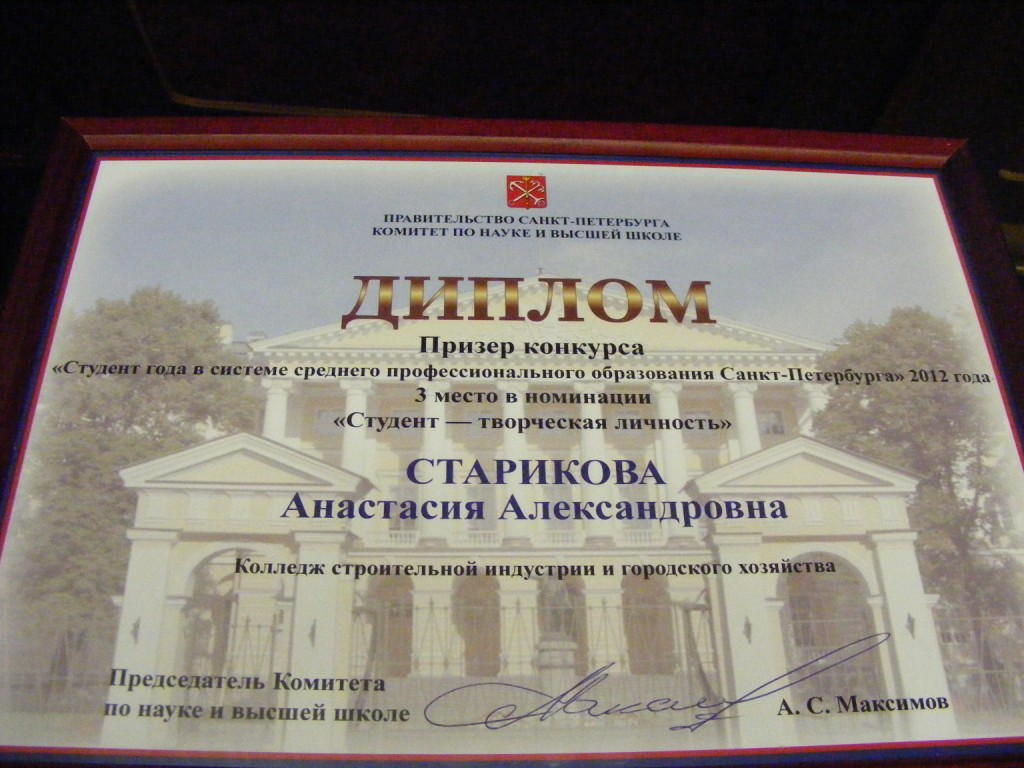 ПРАВИТЕЛЬСТВО САНКТ-ПЕТЕРБУРГА
КОМИТЕТ ПО НАУКЕ И ВЫСШЕЙ ШКОЛЕ
ДИПЛОМ
Призер конкурса
«Студент года в системе среднего профессионального образования Санкт-Петербурга» 2012 года
3 место в номинации
«Студент — творческая личность»
СТАРИКОВА
Анастасия Александровна
Колледж строительной индустрии и городского хозяйства
Председатель Комитета
по науке и высшей школе
А. С. Максимов